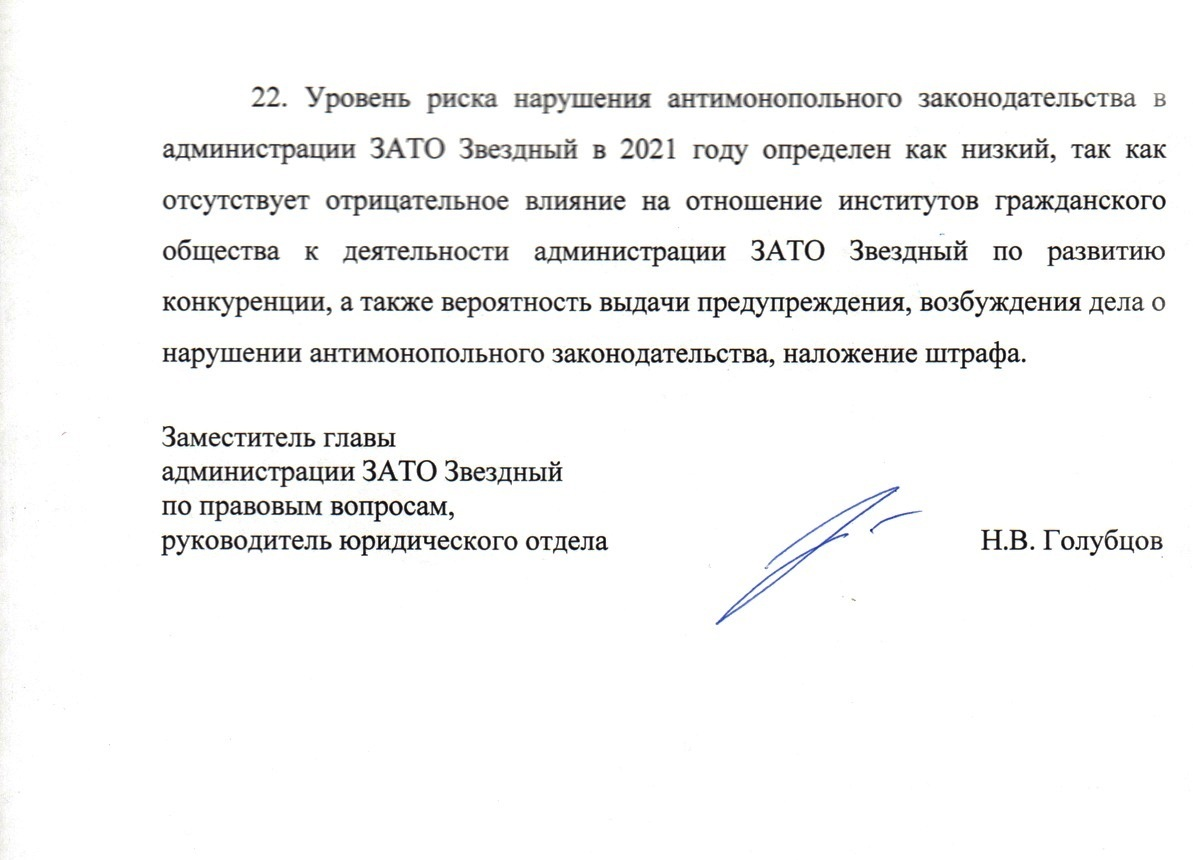 22. Уровень риска нарушения антимонопольного законодательства в
администрации ЗАТО Звездный в 2021 году определен как низкий, так как
отсутствует отрицательное влияние на отношение институтов гражданского
общества к деятельности администрации ЗАТО Звездный по развитию
конкуренции, а также вероятность выдачи предупреждения, возбуждения дела о
нарушении антимонопольного законодательства, наложение штрафа.
Заместитель главы
администрации ЗАТО Звездный
по правовым вопросам,
руководитель юридического отдела Н.В. Голубцов